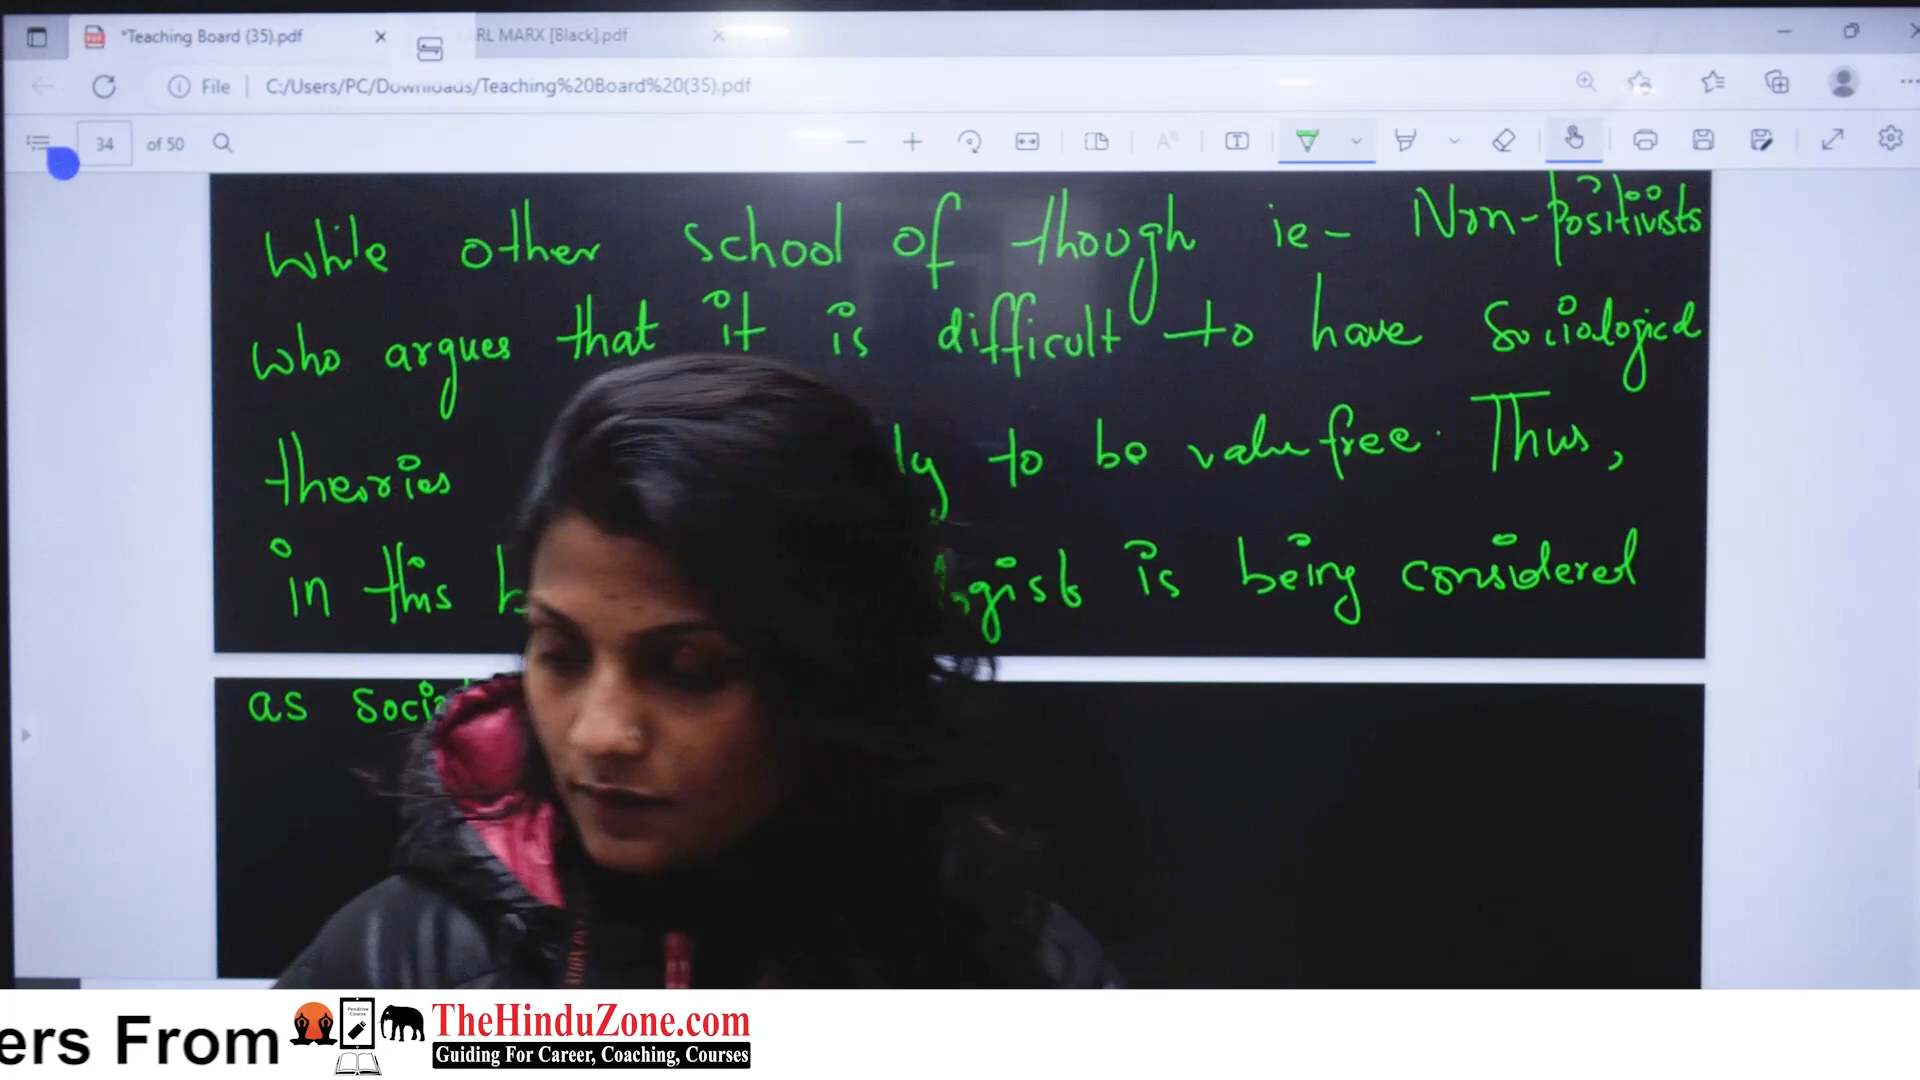 *Teaching Board (35).pdf
RL MARX [Black].pdf
File C:/Users/PC/Downloads/Teaching%20Board%20(35).pdf
34 of 50
While other school of though ie- Non-positivists
who argues that it is difficult to have Sociological
theories ly to be value free. Thus,
in this gists is being considered
as Soci
ers From
TheHinduZone.com
Guiding For Career, Coaching, Courses